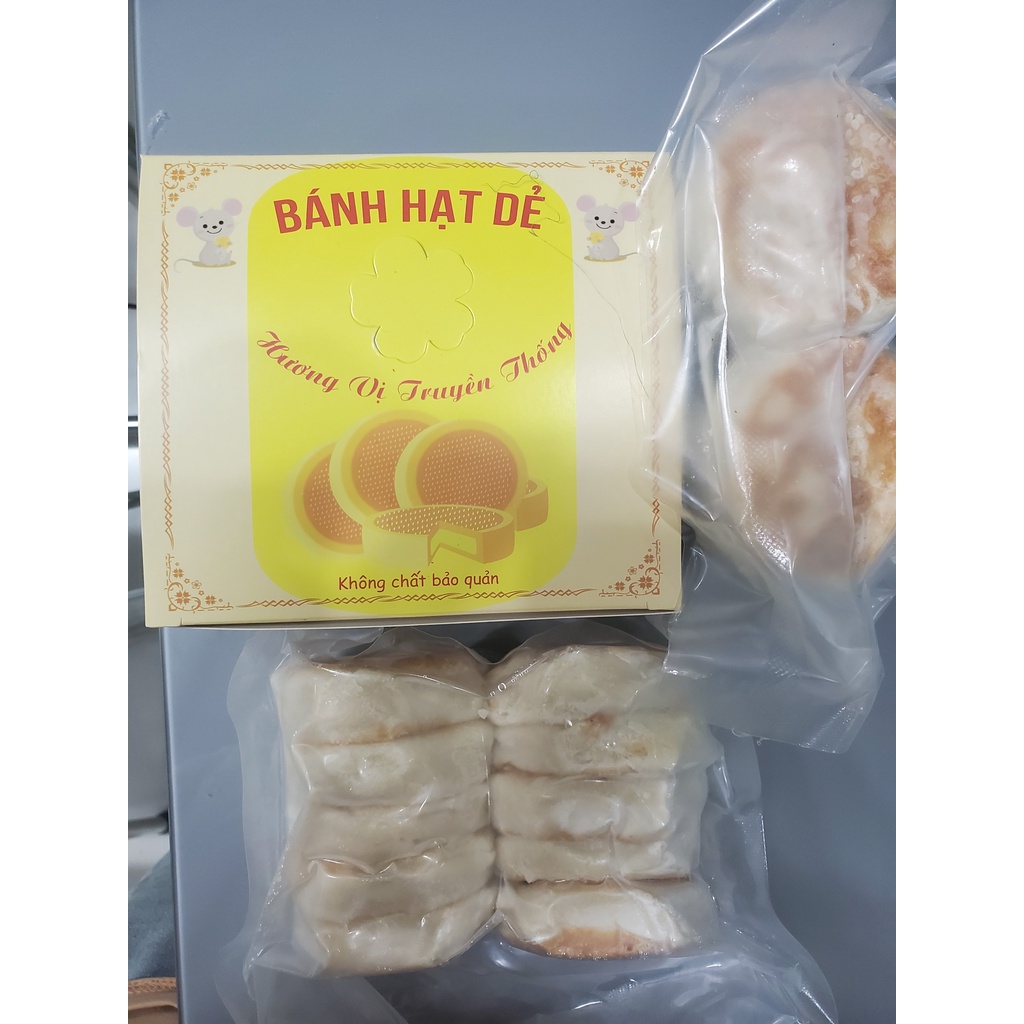 BÁNH HẠT DẺ
Hương Vị Truyền Thống
Không chất bảo quản